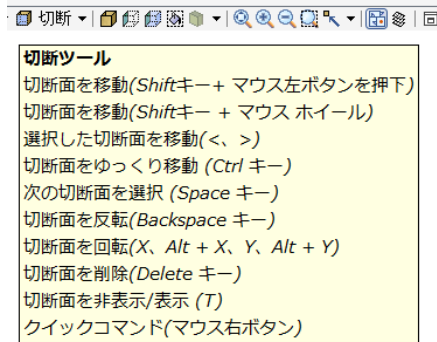 切断
切断ツール
切断面を移動(Shiftキー+ マウス左ボタンを押下)
切断面を移動(Shiftキー + マウス ホイール)
選択した切断面を移動(<、>)
切断面をゆっくり移動 (Ctrl キー)
次の切断面を選択 (Space キー)
切断面を反転(Backspace キー)
切断面を回転(X、Alt + X、Y、Alt + Y)
切断面を削除(Delete キー)
切断面を非表示/表示 (T)
クイックコマンド(マウス右ボタン)